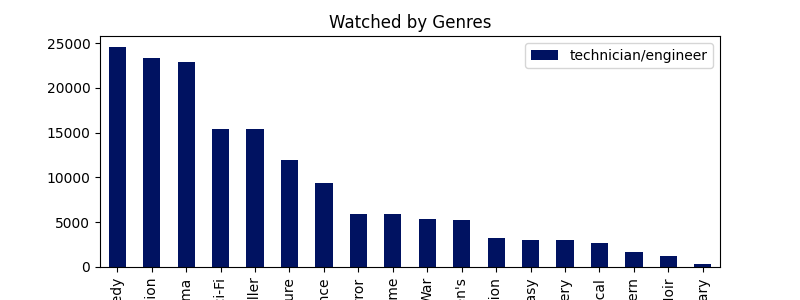 Watched by Genres
technician/engineer
25000
20000
15000
10000
5000
0
edy
ion
ma
i-Fi
ller
ure
nce
rror
me
War
n's
ion
asy
ery
cal
ern
loir
ary